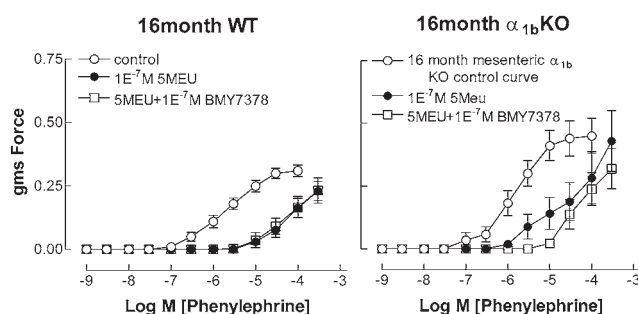 16month WT
16month α1bKO
control
1E-7M 5MEU
5MEU+1E-7M BMY7378
16 month mesenteric α1b
KO control curve
1E-7M 5Meu
5MEU+1E-7M BMY7378
gms Force
0.75
0.50
0.25
0.00
-9 -8 -7 -6 -5 -4 -3
-9 -8 -7 -6 -5 -4 -3
Log M [Phenylephrine]
Log M [Phenylephrine]